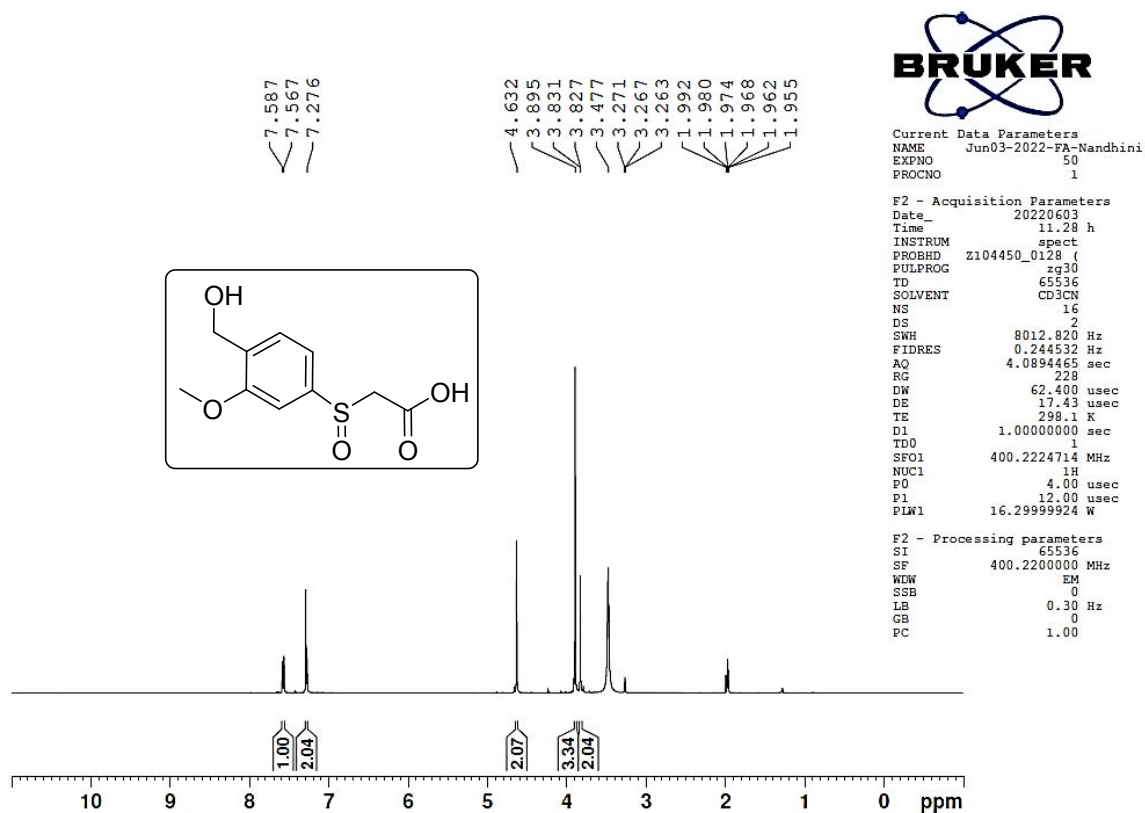 7.587
7.567
7.276
4.632
3.895
3.831
3.827
3.477
3.271
3.267
3.263
1.992
1.980
1.974
1.968
1.962
1.955
BRUKER
Current Data Parameters
NAME Jun03-2022-FA-Nandhini
EXPNO 50
PROCNO 1
F2 - Acquisition Parameters
Date_ 20220603
Time 11.28 h
INSTRUM spect
PROBHD Z104450_0128 (
PULPROG zg30
TD 65536
SOLVENT CD3CN
NS 16
DS 2
SWH 8012.820 Hz
FIDRES 0.244532 Hz
AQ 4.0894465 sec
RG 228
DW 62.400 usec
DE 17.43 usec
TE 298.1 K
D1 1.00000000 sec
TD0 1
SFO1 400.2224714 MHz
NUC1 1H
P0 4.00 usec
P1 12.00 usec
PLW1 16.29999924 W
F2 - Processing parameters
SI 65536
SF 400.2200000 MHz
WDW EM
SSB 0
LB 0.30 Hz
GB 0
PC 1.00
OH
O
S
O
O
OH
1.00
2.04
2.07
3.34
2.04
10 9 8 7 6 5 4 3 2 1 0 ppm